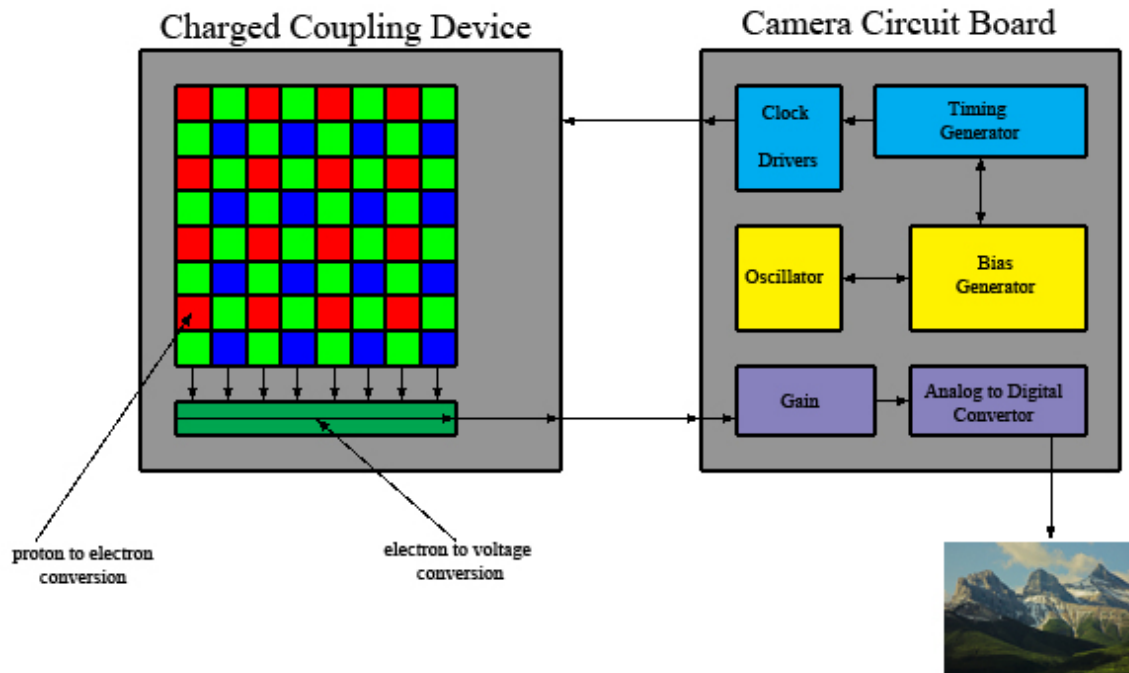 Charged Coupling Device
Camera Circuit Board
Clock
Drivers
Timing
Generator
Oscillator
Bias
Generator
Gain
Analog to Digital
Convertor
proton to electron
conversion
electron to voltage
conversion